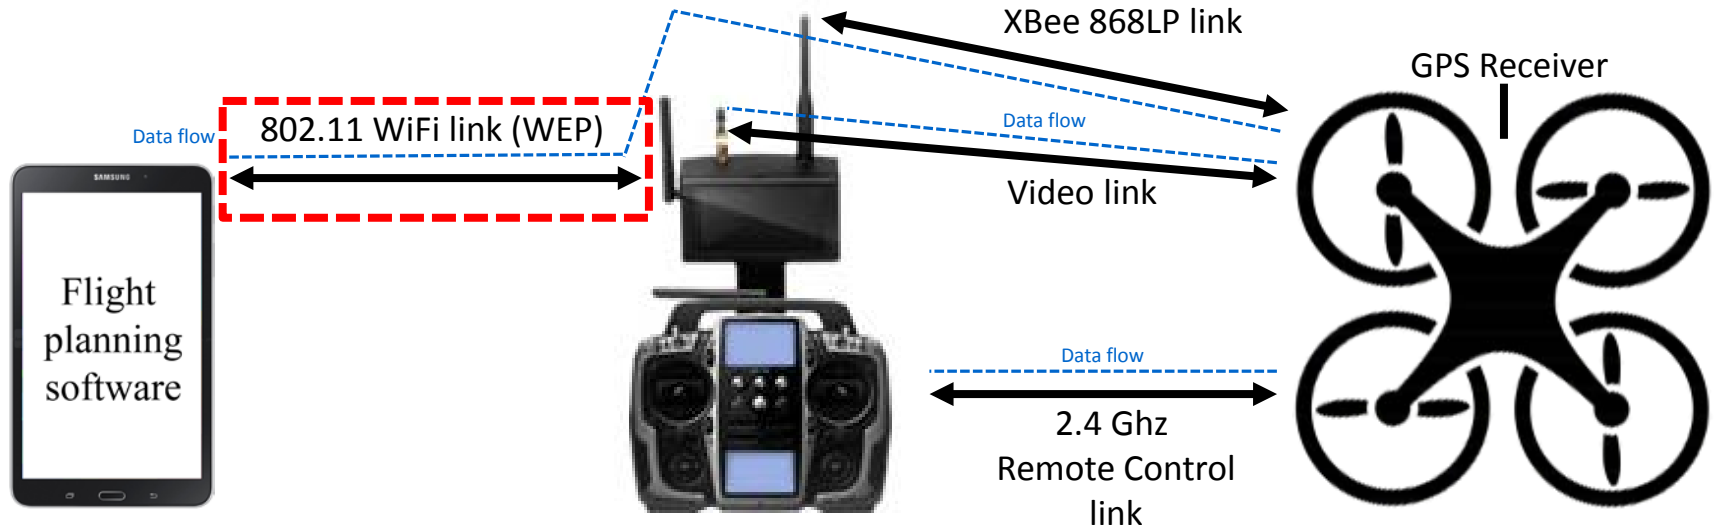 XBee 868LP link
GPS Receiver
Data flow
802.11 WiFi link (WEP)
Data flow
Video link
SAMSUNG
Flight
planning
software
Data flow
2.4 Ghz
Remote Control
link